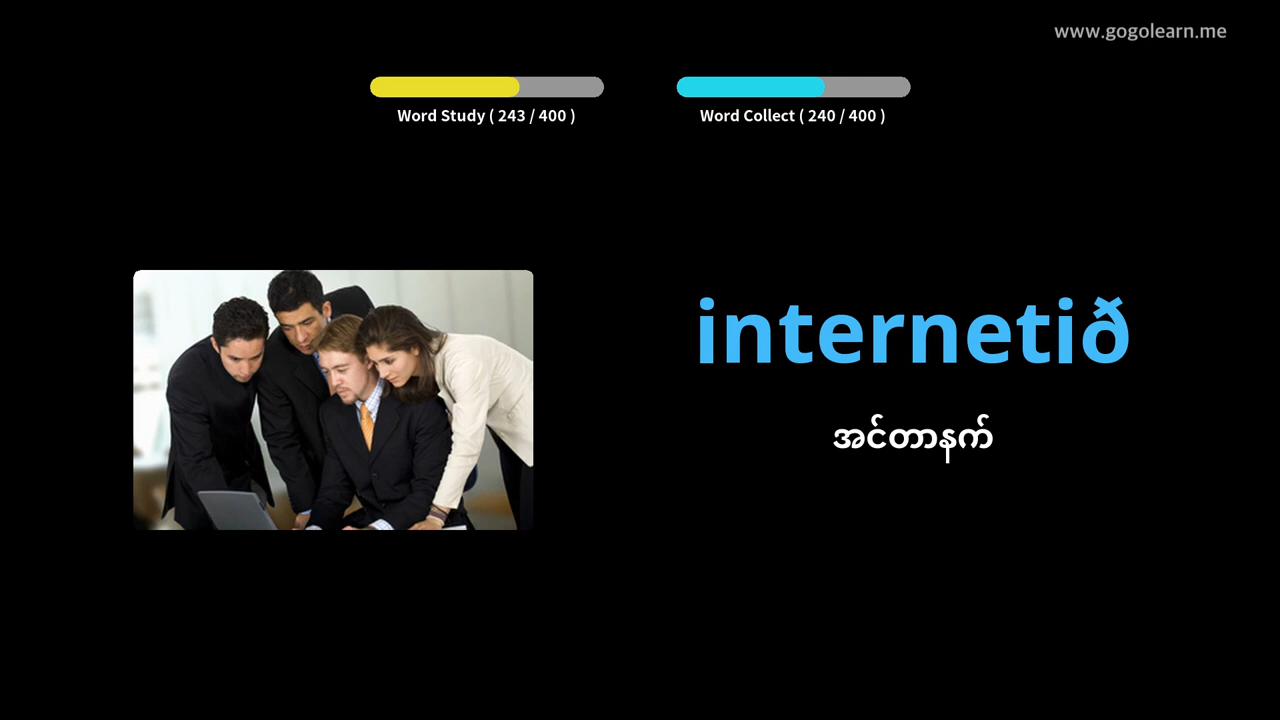 www.gogolearn.me
Word Study ( 243 / 400 )
Word Collect ( 240 / 400 )
internetið
အင်တာနက်